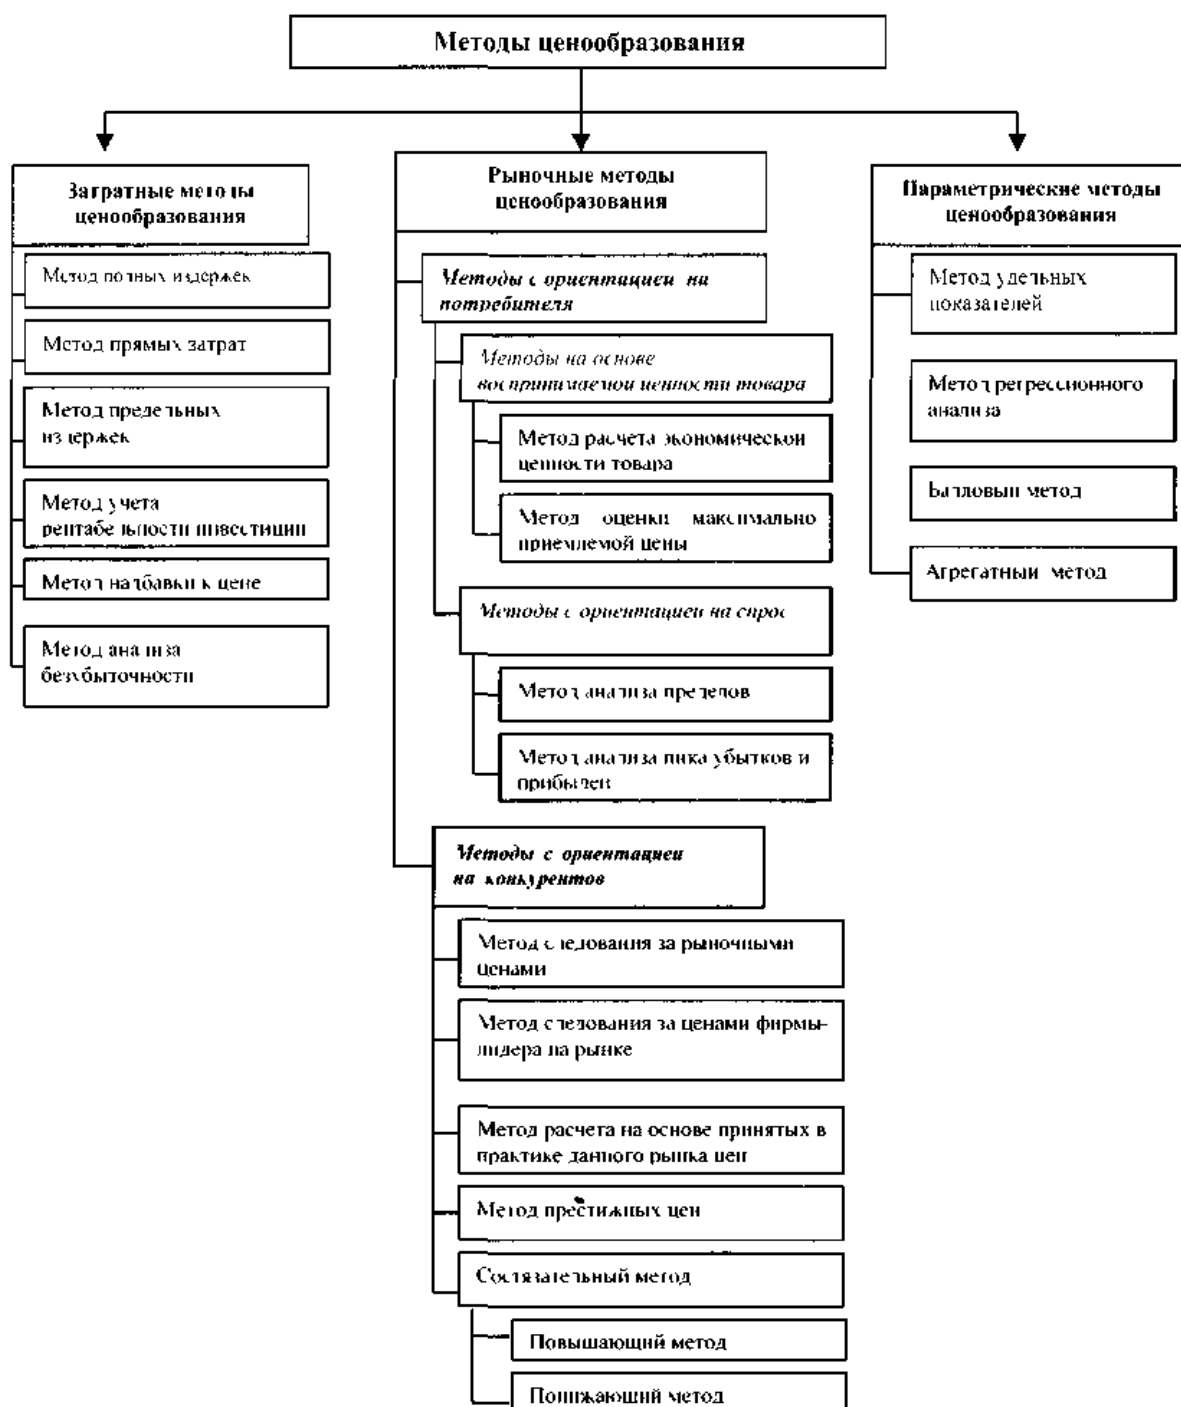 Методы ценообразования
Затратные методы
ценообразования
Метод полных издержек
Метод прямых затрат
Метод предельных
издержек
Метод учета
рентабельности инвестиции
Метод надбавки к цене
Метод анализа
безубыточности
Рыночные методы
ценообразования
Методы с ориентацией на
потребителя
Методы на основе
воспринимаемой ценности товара
Метод расчета экономической
ценности товара
Метод оценки максимально
приемлемой цены
Методы с ориентацией на спрос
Метод анализа пределов
Метод анализа пика убытков и
прибылей
Методы с ориентацией
на конкурентов
Метод следования за рыночными
ценами
Метод следования за ценами фирмы-
лидера на рынке
Метод расчета на основе принятых в
практике данного рынка цен
Метод престижных цен
Состязательный метод
Повышающий метод
Понижающий метод
Параметрические методы
ценообразования
Метод удельных
показателей
Метод регрессионного
анализа
Балловый метод
Агрегатный метод